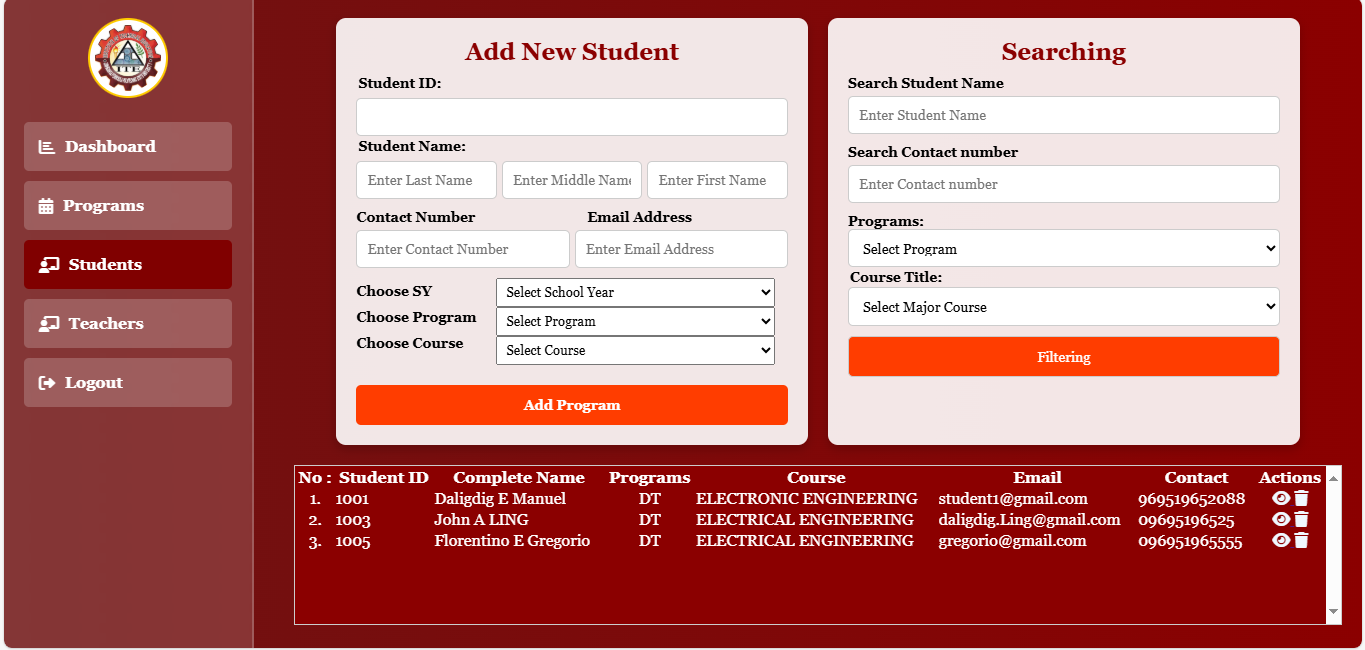 ITE
Dashboard
Programs
Students
Teachers
Logout
Add New Student
Student ID:
Student Name:
Enter Last Name Enter Middle Name Enter First Name
Contact Number Email Address
Enter Contact Number Enter Email Address
Choose SY Select School Year
Choose Program Select Program
Choose Course Select Course
Add Program
Searching
Search Student Name
Enter Student Name
Search Contact number
Enter Contact number
Programs:
Select Program
Course Title:
Select Major Course
Filtering
No : Student ID Complete Name Programs Course Email Contact Actions
1. 1001 Daligdig E Manuel DT ELECTRONIC ENGINEERING student1@gmail.com 969519652088
2. 1003 John A LING DT ELECTRICAL ENGINEERING daligdig.Ling@gmail.com 09695196525
3. 1005 Florentino E Gregorio DT ELECTRICAL ENGINEERING gregorio@gmail.com 096951965555